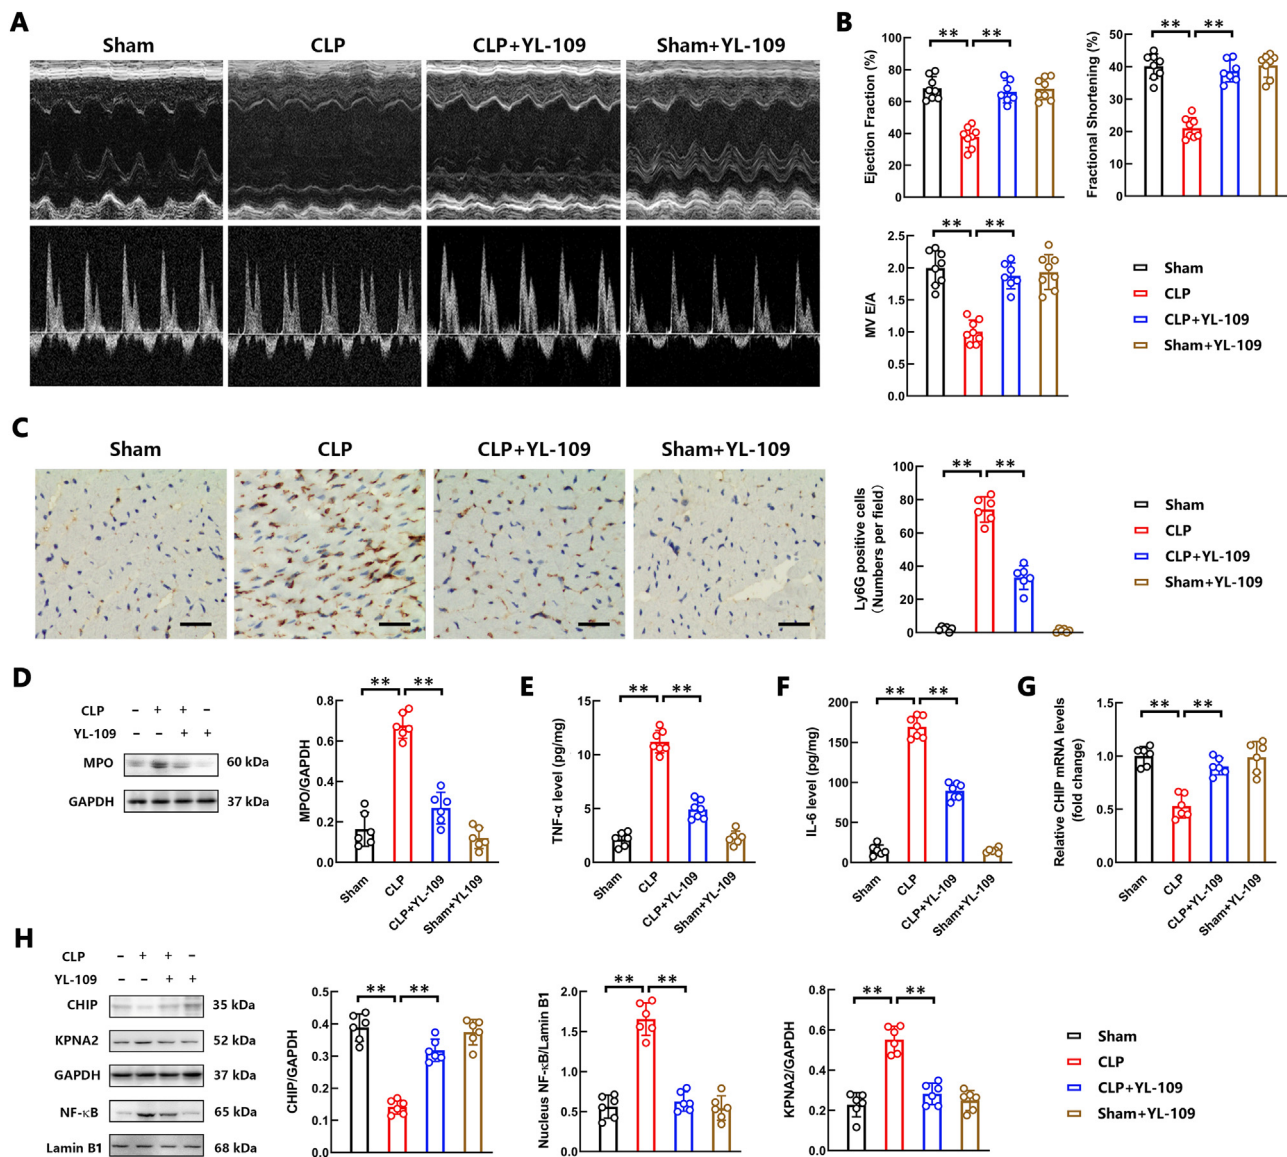 A
Sham CLP CLP+YL-109 Sham+YL-109
B
Ejection Fraction (%)
100
80
60
40
20
0
** **
Fractional Shortening (%)
50
40
30
20
10
0
** **
MV E/A
2.5
2.0
1.5
1.0
0.5
0.0
** **
Sham
CLP
CLP+YL-109
Sham+YL-109
C
Sham CLP CLP+YL-109 Sham+YL-109
Ly6G positive cells
(Numbers per field)
100
80
60
40
20
0
** **
Sham
CLP
CLP+YL-109
Sham+YL-109
D
CLP − + + −
YL-109 − − + +
MPO 60 kDa
GAPDH 37 kDa
MPO/GAPDH
0.8
0.6
0.4
0.2
0.0
** **
Sham
CLP
CLP+YL-109
Sham+YL109
E
TNF-α level (pg/mg)
15
10
5
0
** **
Sham
CLP
CLP+YL-109
Sham+YL-109
F
IL-6 level (pg/mg)
200
150
100
50
0
** **
Sham
CLP
CLP+YL-109
Sham+YL-109
G
Relative CHIP mRNA levels
(fold change)
1.5
1.0
0.5
0.0
** **
Sham
CLP
CLP+YL-109
Sham+YL-109
H
CLP − + + −
YL-109 − − + +
CHIP 35 kDa
KPNA2 52 kDa
GAPDH 37 kDa
NF-κB 65 kDa
Lamin B1 68 kDa
CHIP/GAPDH
0.5
0.4
0.3
0.2
0.1
0.0
** **
Nucleus NF-κB/Lamin B1
2.0
1.5
1.0
0.5
0.0
** **
KPNA2/GAPDH
0.8
0.6
0.4
0.2
0.0
** **
Sham
CLP
CLP+YL-109
Sham+YL-109